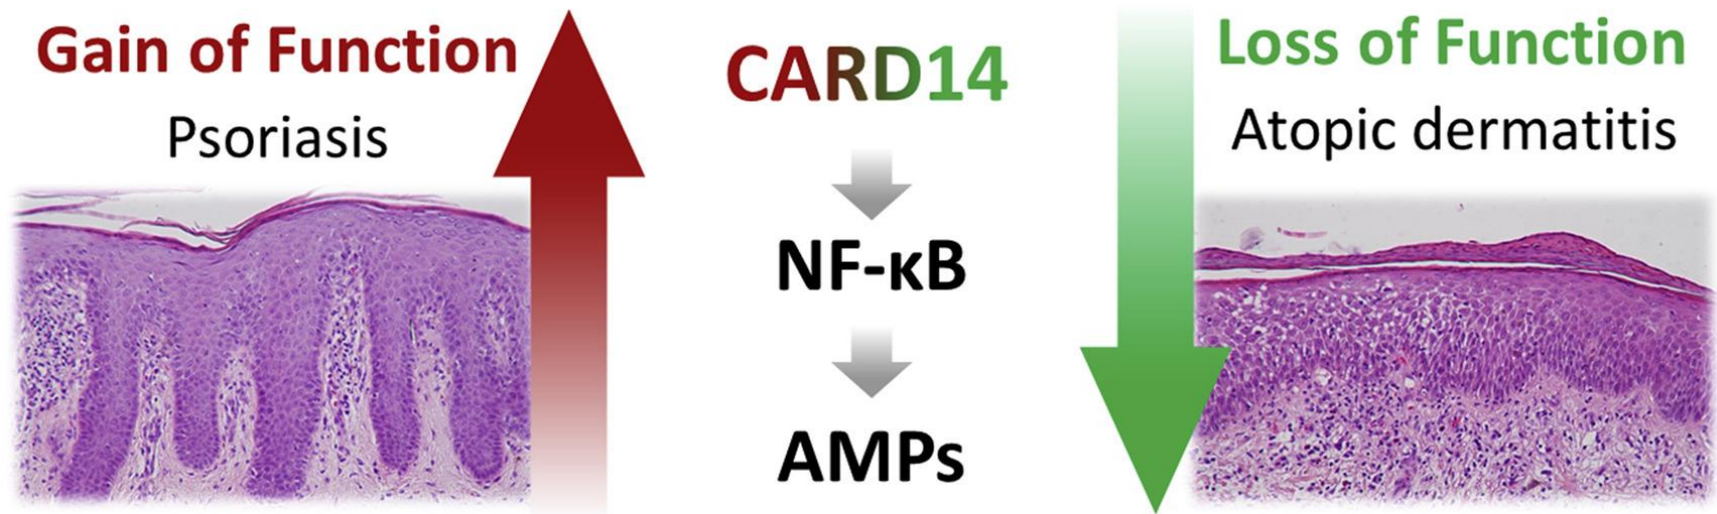 Gain of Function
Psoriasis
CARD14
NF-κB
AMPs
Loss of Function
Atopic dermatitis